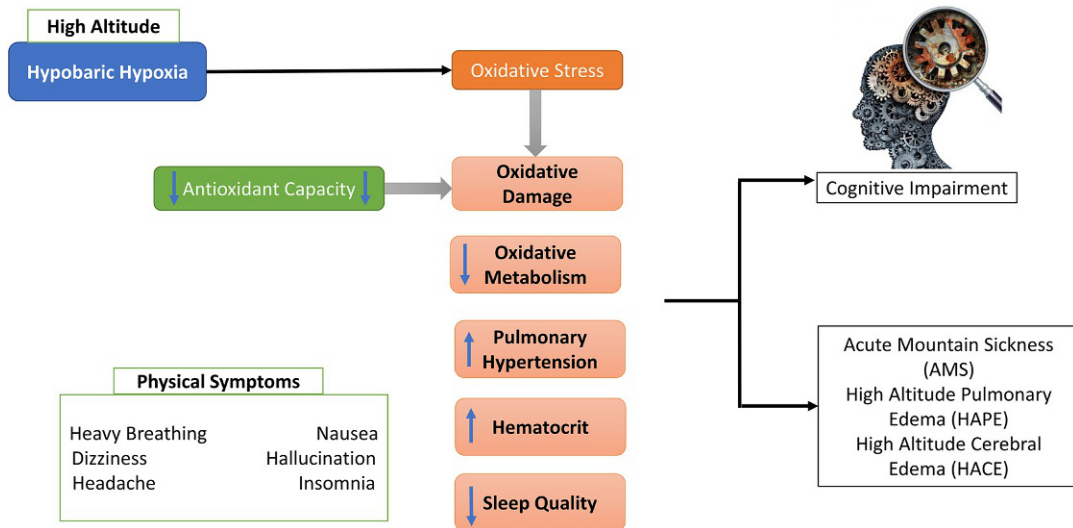 High Altitude
Hypobaric Hypoxia
Oxidative Stress
Antioxidant Capacity
Oxidative
Damage
Oxidative
Metabolism
Pulmonary
Hypertension
Hematocrit
Sleep Quality
Physical Symptoms
Heavy Breathing Nausea
Dizziness Hallucination
Headache Insomnia
Cognitive Impairment
Acute Mountain Sickness
(AMS)
High Altitude Pulmonary
Edema (HAPE)
High Altitude Cerebral
Edema (HACE)